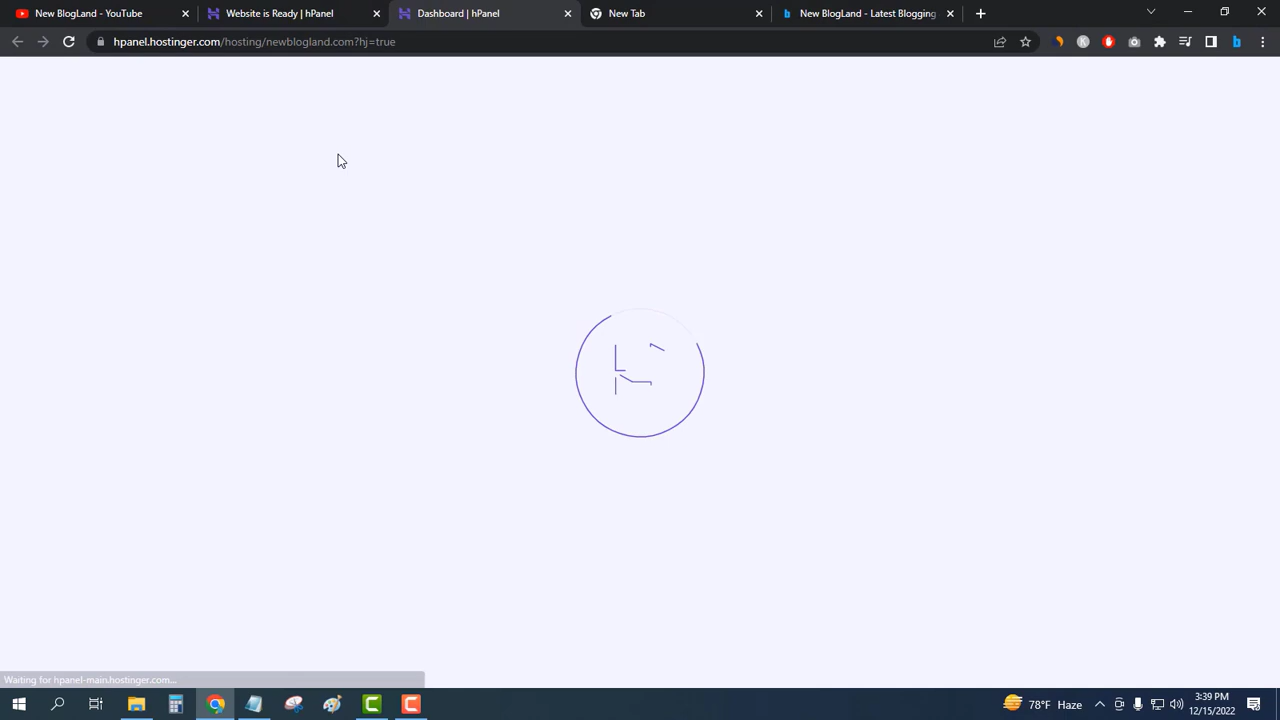 New BlogLand - YouTube
Website is Ready | hPanel
Dashboard | hPanel
New Tab
New BlogLand - Latest Blogging
hpanel.hostinger.com/hosting/newblogland.com?hj=true
Waiting for hpanel-main.hostinger.com...
78°F Haze
3:39 PM
12/15/2022